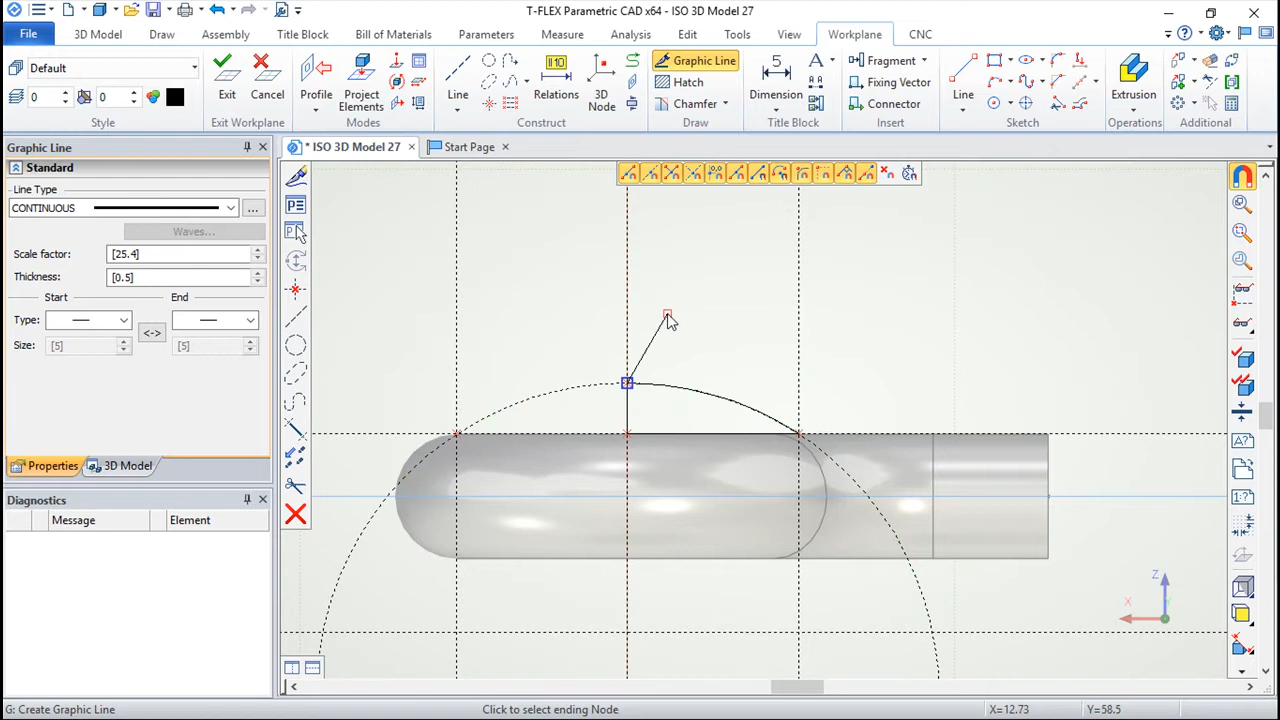 T-FLEX Parametric CAD x64 - ISO 3D Model 27
File 3D Model Draw Assembly Title Block Bill of Materials Parameters Measure Analysis Edit Tools View Workplane CNC
Default
0 0
Style
Exit Cancel
Exit Workplane
Profile Project Elements
Modes
Line Relations 3D Node
Construct
Graphic Line
Hatch
Chamfer
Draw
5 Dimension
Title Block
Fragment
Fixing Vector
Connector
Insert
Line
Sketch
Extrusion
Operations
Additional
Graphic Line
* ISO 3D Model 27 Start Page
Standard
Line Type
CONTINUOUS
...
Waves...
Scale factor: [25.4]
Thickness: [0.5]
Start End
Type: <->
Size: [5] [5]
Properties 3D Model
Diagnostics
Message Element
Z
X
G: Create Graphic Line Click to select ending Node X=12.73 Y=58.5